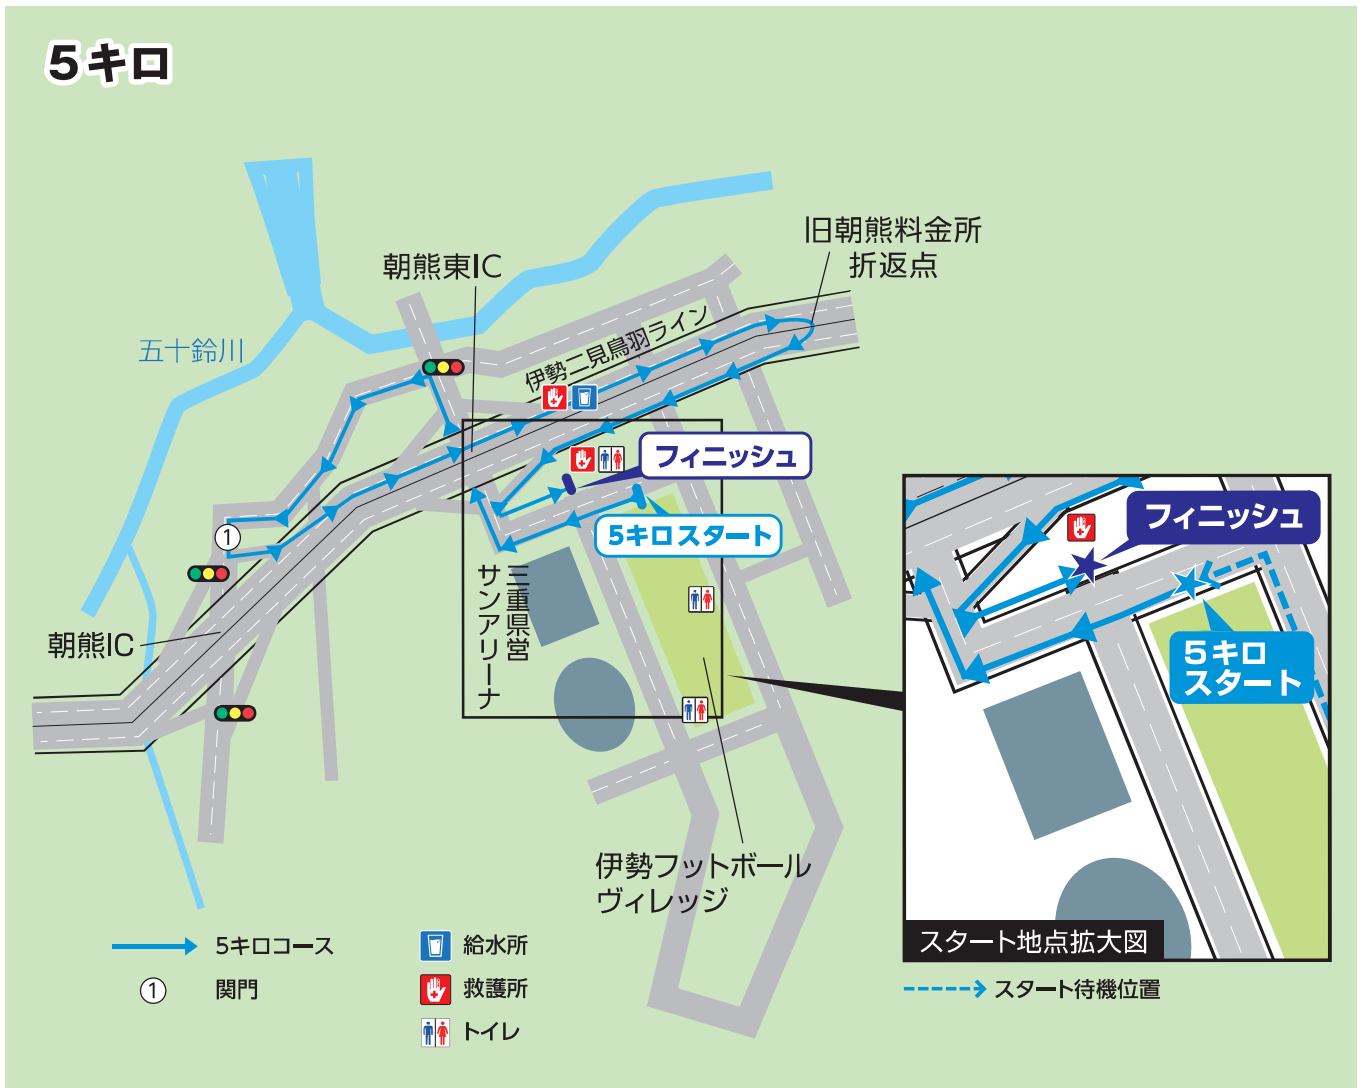 5キロ
旧朝熊料金所
折返点
朝熊東IC
伊勢二見鳥羽ライン
五十鈴川
フィニッシュ
5キロスタート
フィニッシュ
5キロ
スタート
三重県営
サンアリーナ
1
朝熊IC
伊勢フットボール
ヴィレッジ
スタート地点拡大図
5キロコース
給水所
1 関門
救護所
スタート待機位置
トイレ